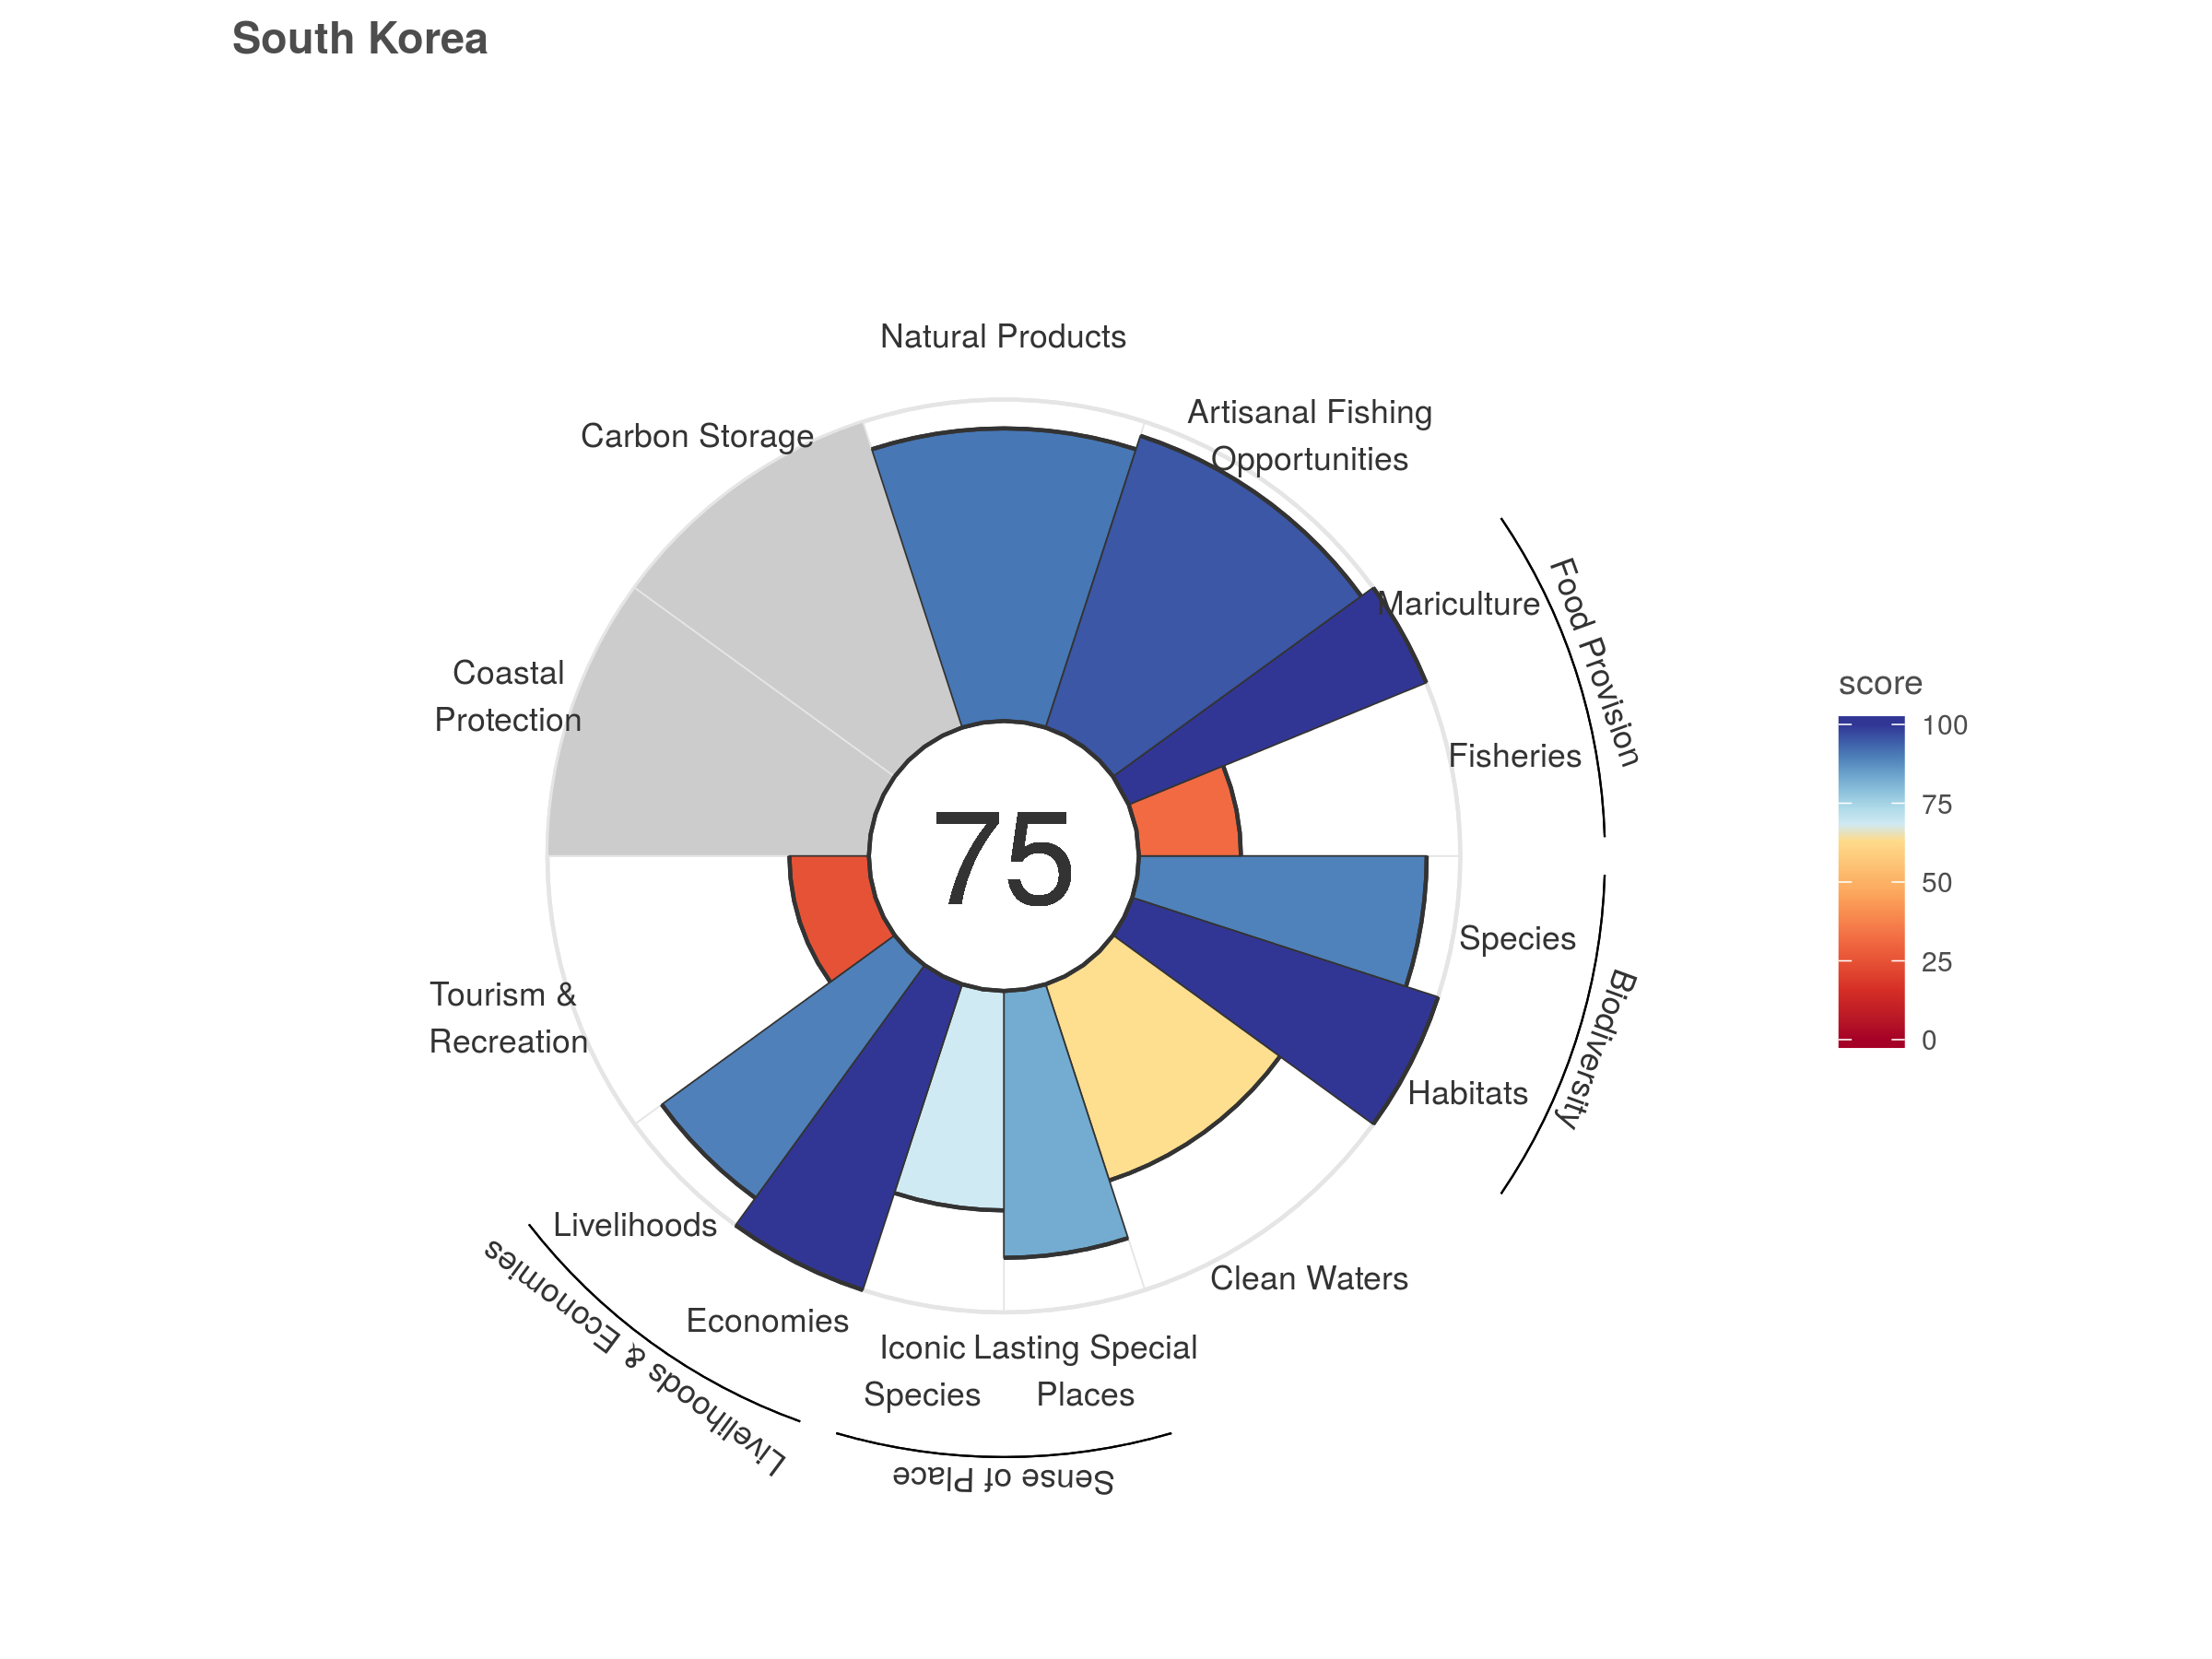 South Korea
Natural Products
Artisanal Fishing
Opportunities
Carbon Storage
Mariculture
Food Provision
Coastal
Protection
Fisheries
score
100
75
50
25
0
75
Species
Biodiversity
Tourism &
Recreation
Habitats
Livelihoods
Clean Waters
Economies
Livelihoods & Economies
Iconic
Species
Lasting Special
Places
Sense of Place